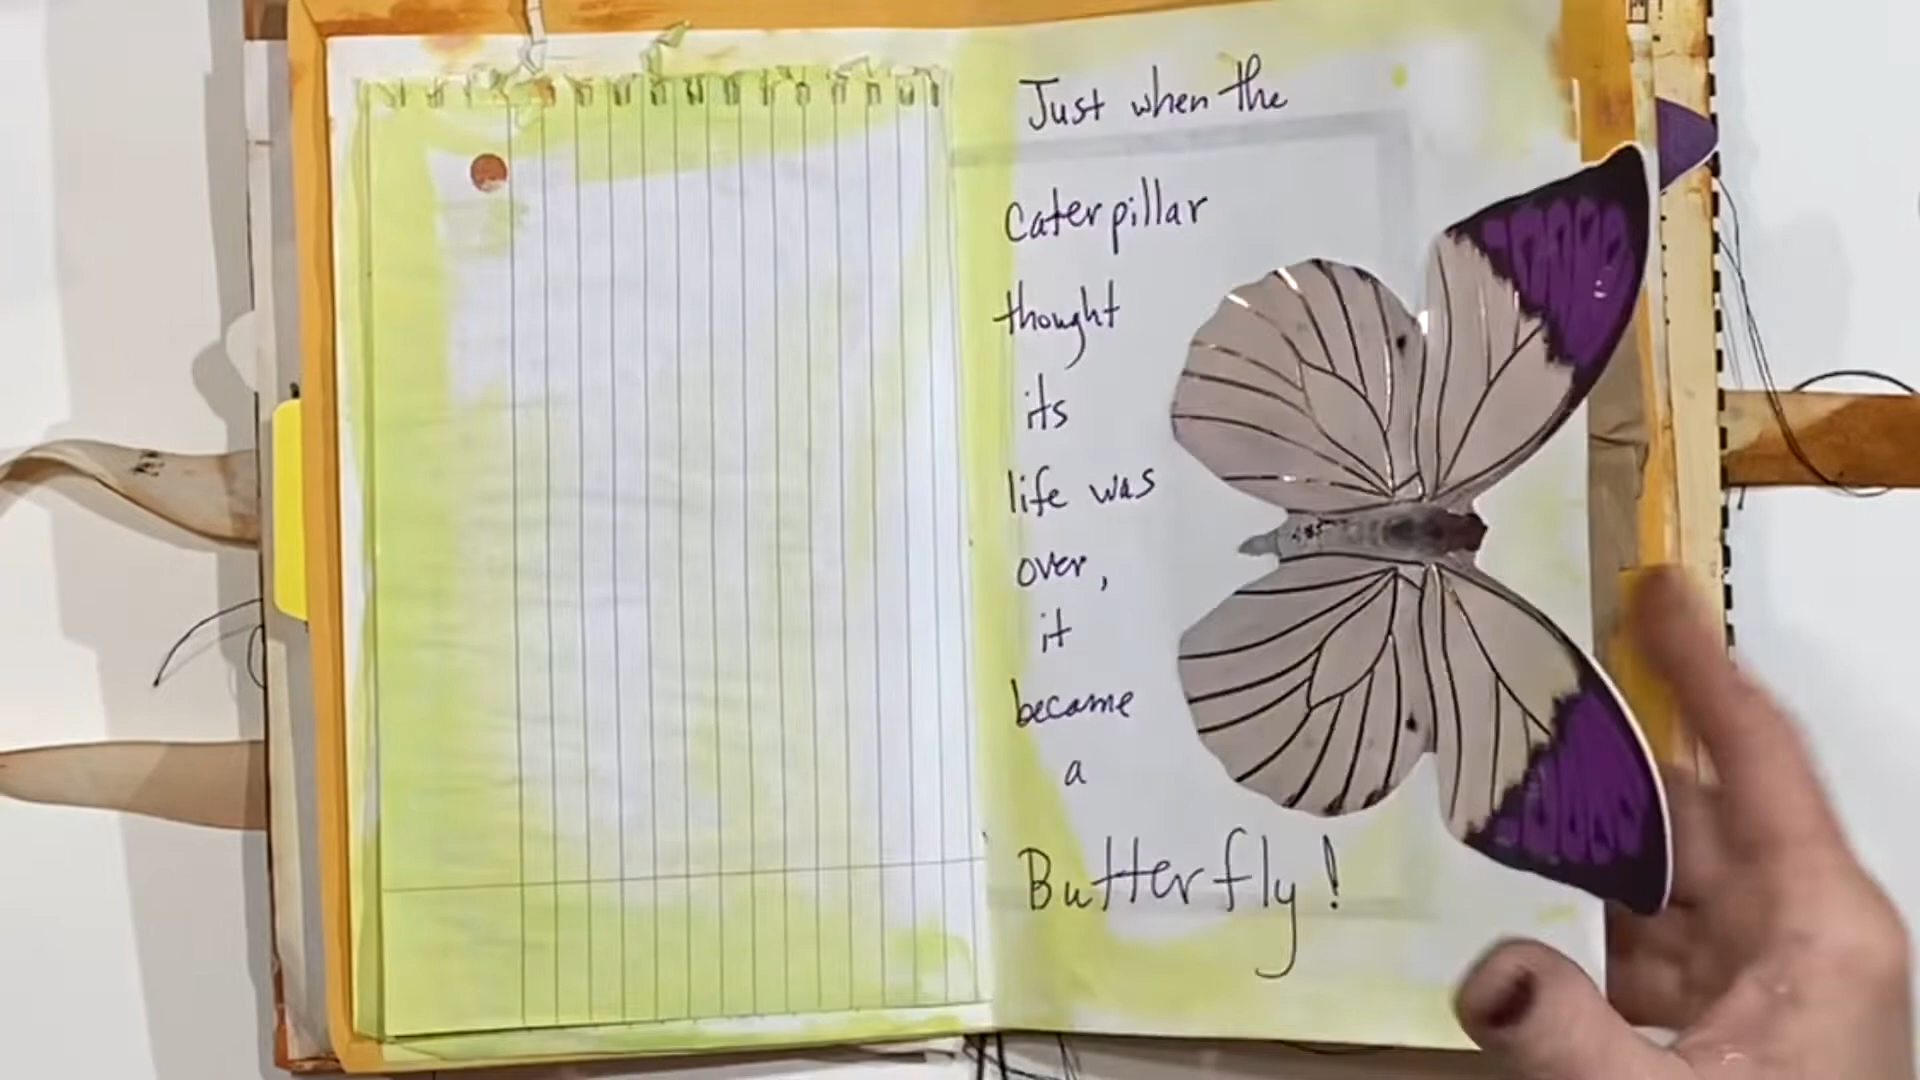 Just when the
Caterpillar
thought
its
life was
over,
it
became
a
Butterfly!